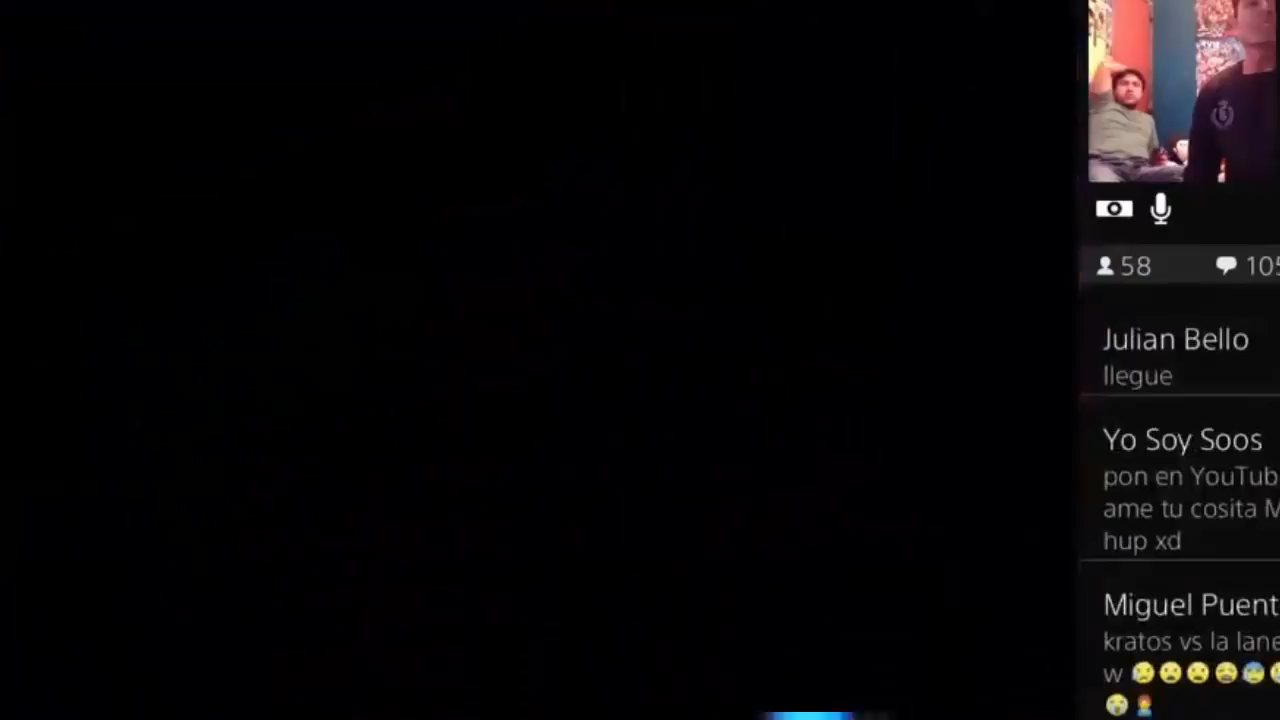 58 105
Julian Bello
llegue
Yo Soy Soos
pon en YouTub
ame tu cosita M
hup xd
Miguel Puent
kratos vs la lane
w 😢😟😟😩😰
😭🤦